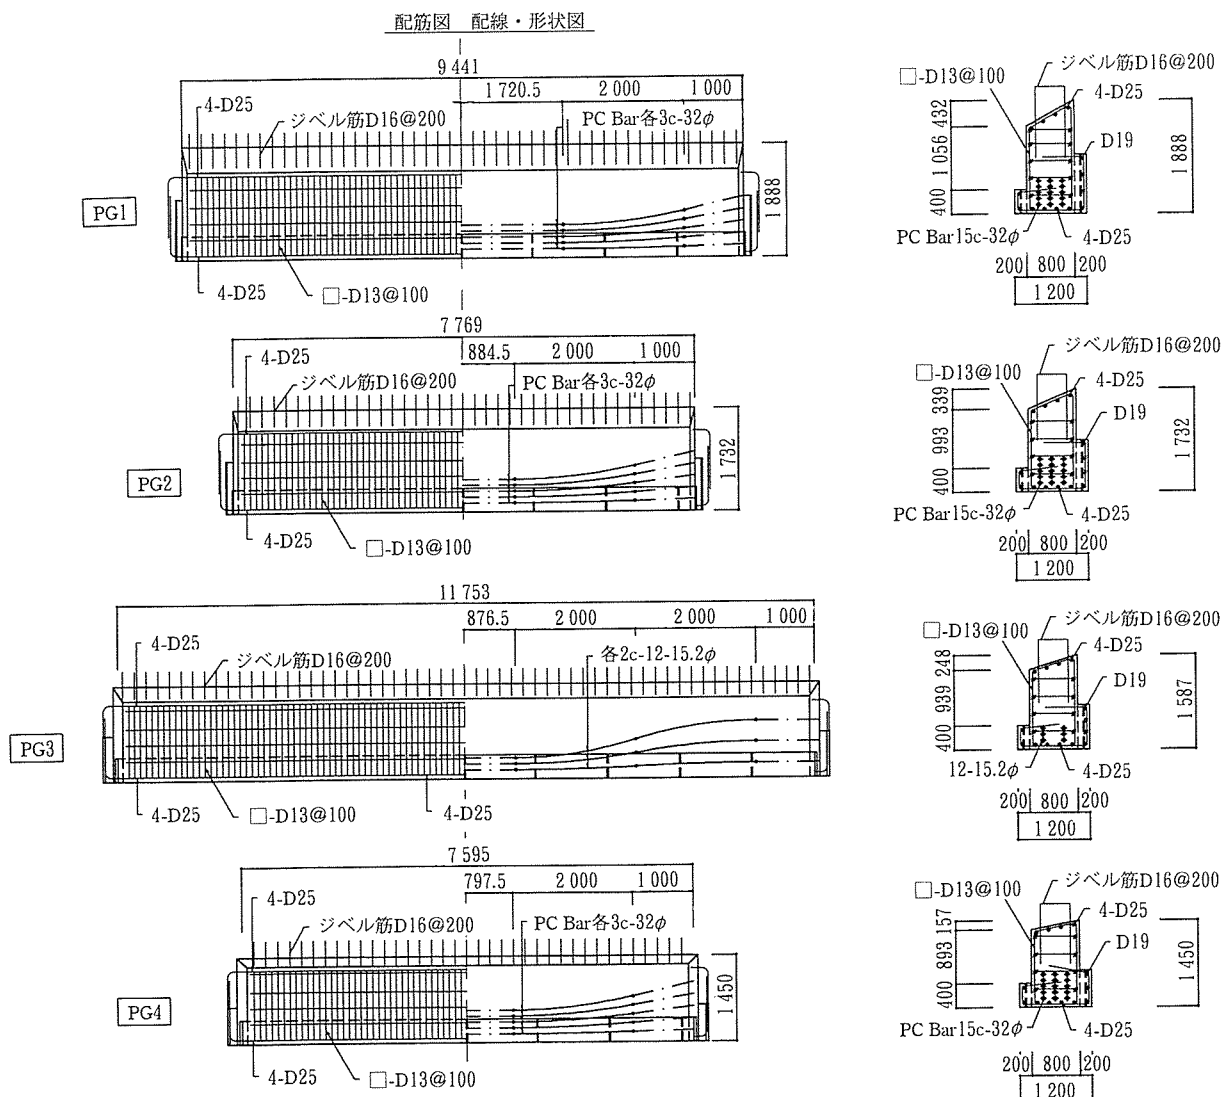 配筋図 配線・形状図
9 441
1 720.5 2 000 1 000
4-D25
ジベル筋D16@200
PC Bar各3c-32φ
1 888
PG1
4-D25
□-D13@100
□-D13@100
ジベル筋D16@200
4-D25
D19
432
1 056
400
1 888
PC Bar15c-32φ
4-D25
200 800 200
1 200
7 769
884.5 2 000 1 000
4-D25
ジベル筋D16@200
PC Bar各3c-32φ
1 732
PG2
4-D25
□-D13@100
ジベル筋D16@200
□-D13@100
4-D25
D19
339
993
400
1 732
PC Bar15c-32φ
4-D25
200 800 200
1 200
11 753
876.5 2 000 2 000 1 000
4-D25
ジベル筋D16@200
各2c-12-15.2φ
PG3
4-D25
□-D13@100
4-D25
ジベル筋D16@200
□-D13@100
4-D25
D19
248
939
400
1 587
12-15.2φ
4-D25
200 800 200
1 200
7 595
797.5 2 000 1 000
4-D25
ジベル筋D16@200
PC Bar各3c-32φ
1 450
PG4
4-D25
□-D13@100
ジベル筋D16@200
□-D13@100
4-D25
D19
157
893
400
1 450
PC Bar15c-32φ
4-D25
200 800 200
1 200